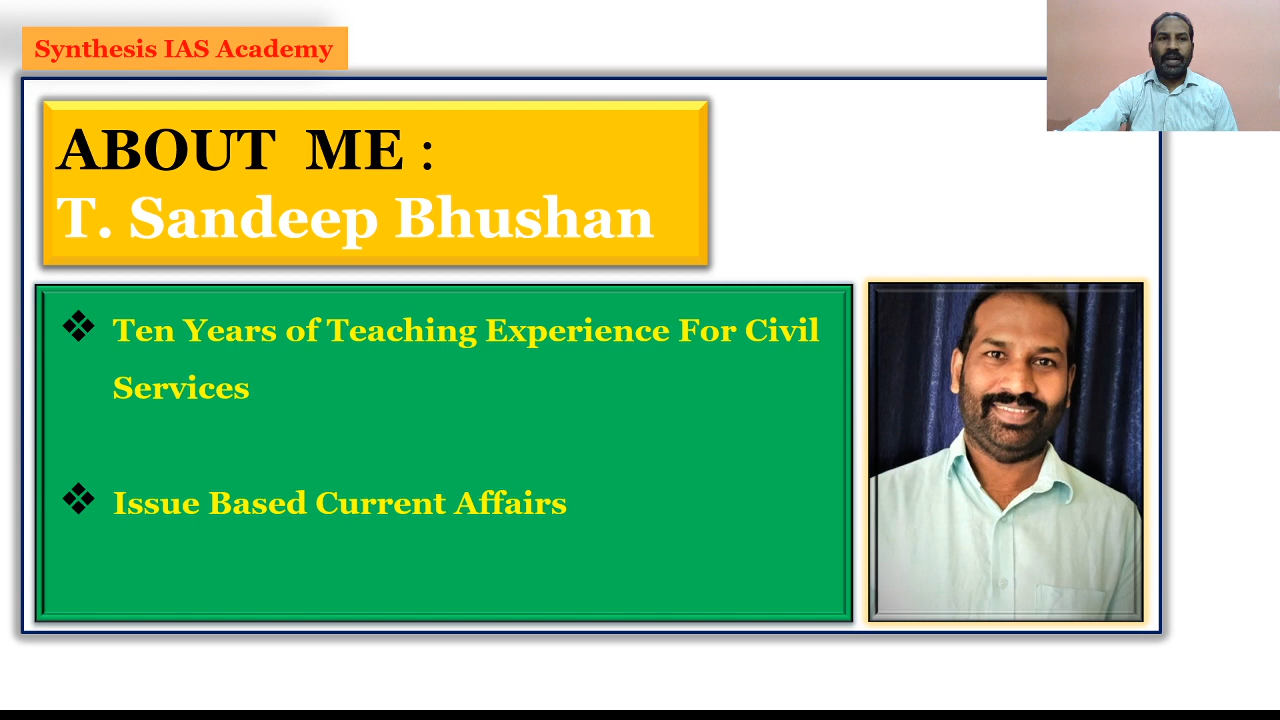 Synthesis IAS Academy
ABOUT ME :
T. Sandeep Bhushan
❖ Ten Years of Teaching Experience For Civil
Services
❖ Issue Based Current Affairs